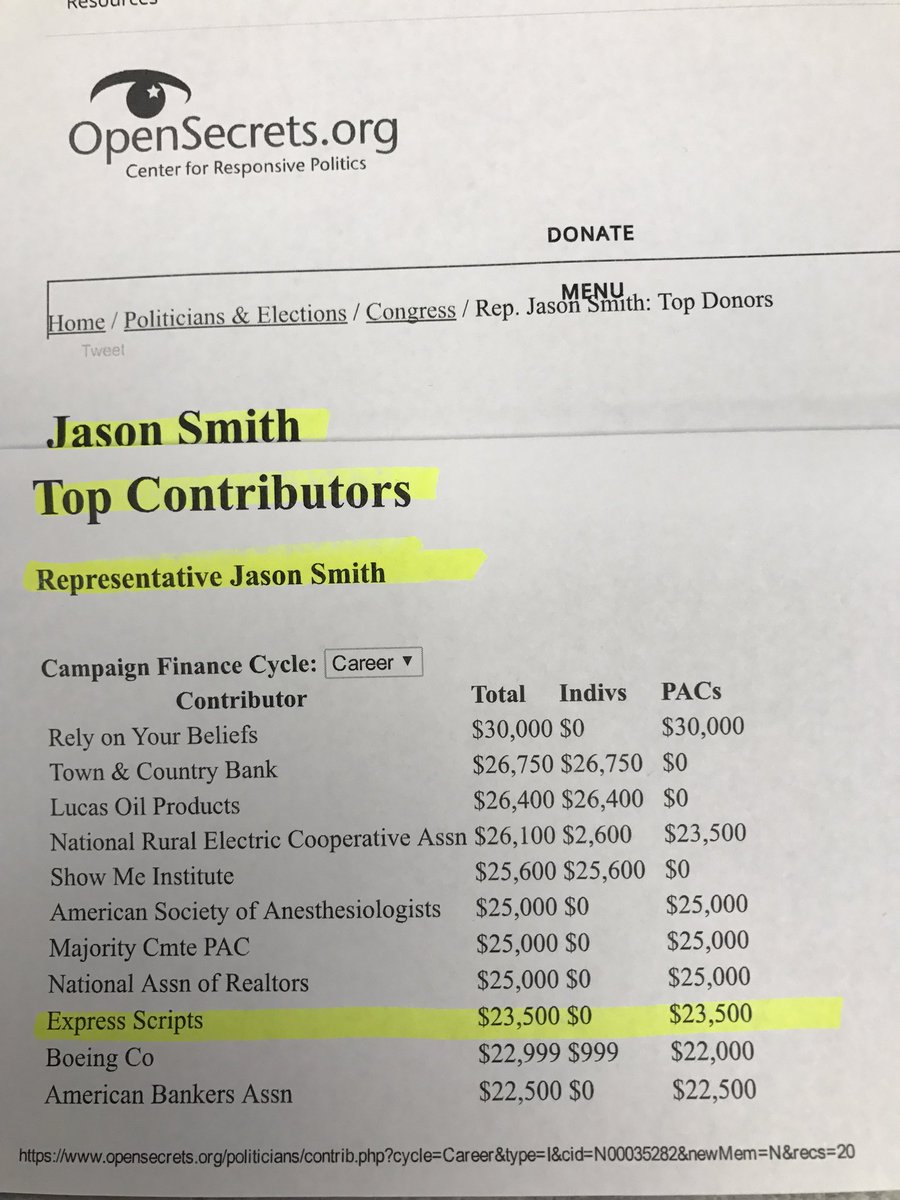 Resources
OpenSecrets.org
Center for Responsive Politics
DONATE
MENU
Home / Politicians & Elections / Congress / Rep. Jason Smith: Top Donors
Tweet
Jason Smith
Top Contributors
Representative Jason Smith
Campaign Finance Cycle: Career ▼
Contributor Total Indivs PACs
Rely on Your Beliefs $30,000 $0 $30,000
Town & Country Bank $26,750 $26,750 $0
Lucas Oil Products $26,400 $26,400 $0
National Rural Electric Cooperative Assn $26,100 $2,600 $23,500
Show Me Institute $25,600 $25,600 $0
American Society of Anesthesiologists $25,000 $0 $25,000
Majority Cmte PAC $25,000 $0 $25,000
National Assn of Realtors $25,000 $0 $25,000
Express Scripts $23,500 $0 $23,500
Boeing Co $22,999 $999 $22,000
American Bankers Assn $22,500 $0 $22,500
https://www.opensecrets.org/politicians/contrib.php?cycle=Career&type=I&cid=N00035282&newMem=N&recs=20